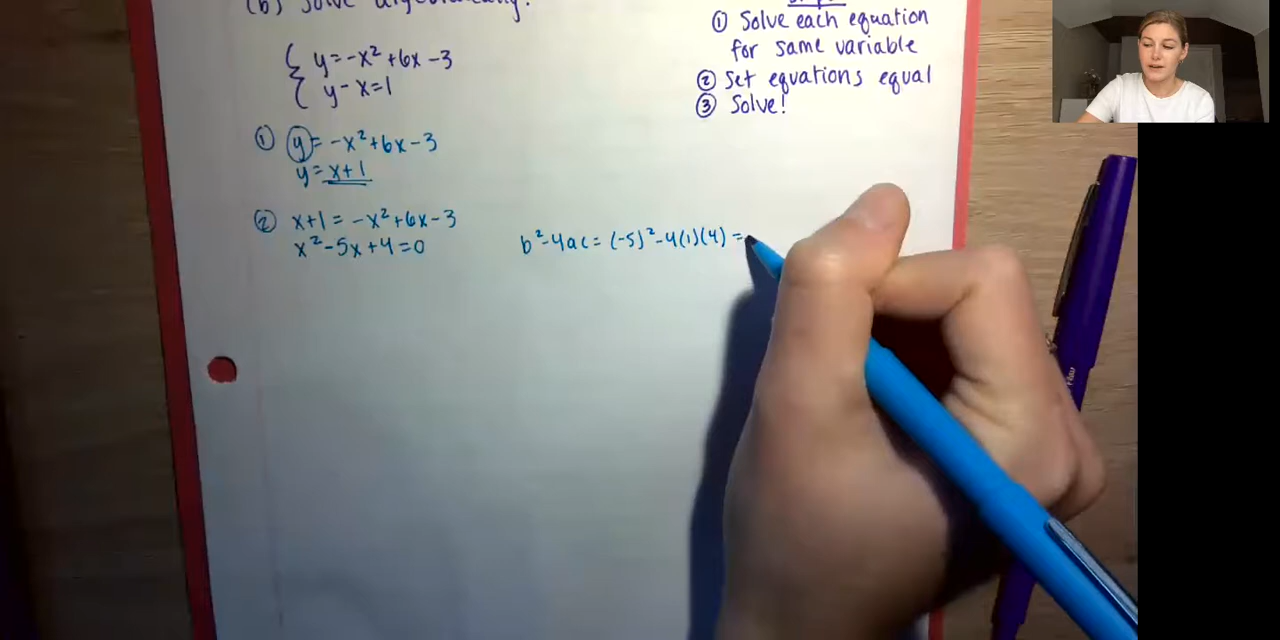 (b) Solve algebraically:
{ y = -x² + 6x - 3
y - x = 1
① Solve each equation
for same variable
② Set equations equal
③ Solve!
① y = -x² + 6x - 3
y = x + 1
② x + 1 = -x² + 6x - 3
x² - 5x + 4 = 0
b² - 4ac = (-5)² - 4(1)(4) =